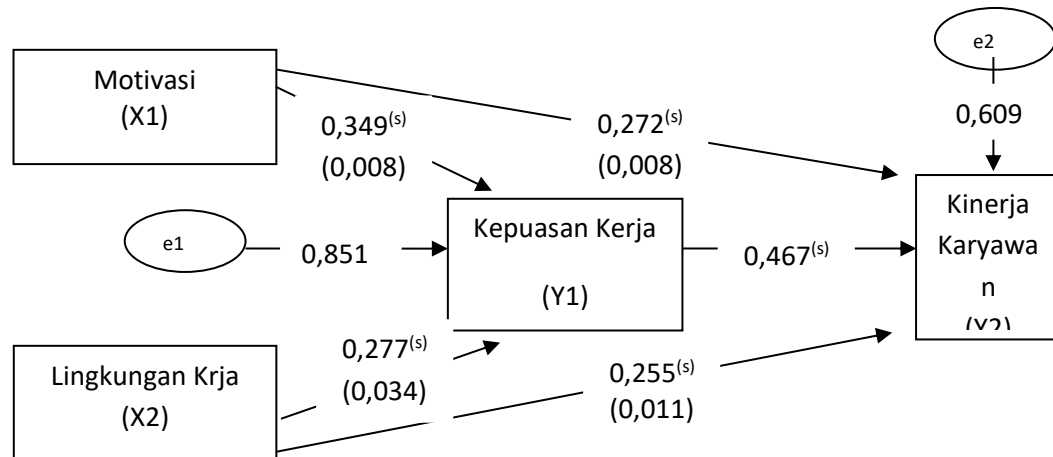 Motivasi
(X1)
e2
0,349(s)
(0,008)
0,272(s)
(0,008)
0,609
e1
0,851
Kepuasan Kerja
(Y1)
0,467(s)
Kinerja
Karyawa
n
(Y2)
Lingkungan Krja
(X2)
0,277(s)
(0,034)
0,255(s)
(0,011)